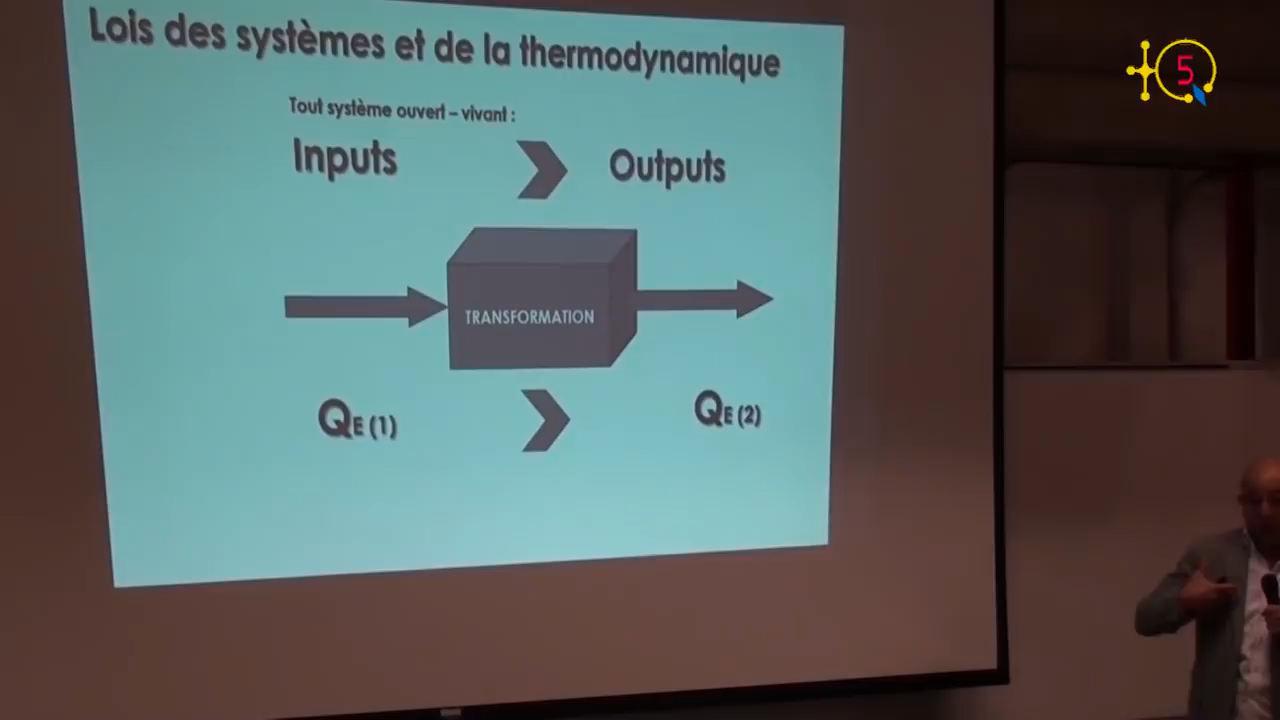 Lois des systèmes et de la thermodynamique
Tout système ouvert – vivant :
Inputs > Outputs
TRANSFORMATION
QE (1) > QE (2)
5